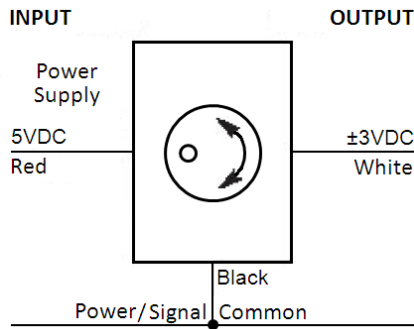 INPUT
OUTPUT
Power
Supply
5VDC
Red
±3VDC
White
Black
Power/Signal Common